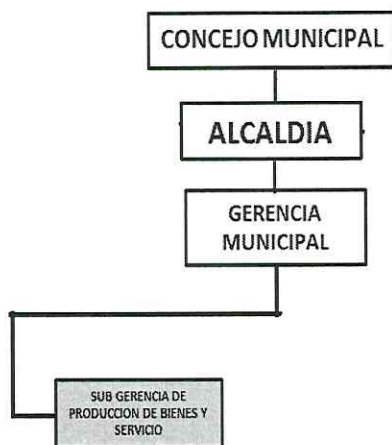 CONCEJO MUNICIPAL
ALCALDIA
GERENCIA
MUNICIPAL
SUB GERENCIA DE
PRODUCCION DE BIENES Y
SERVICIO